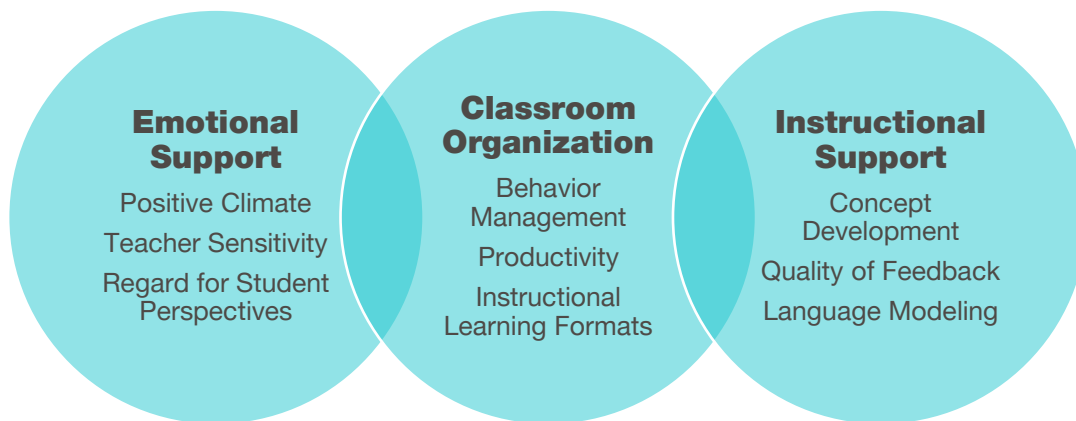 Emotional
Support
Positive Climate
Teacher Sensitivity
Regard for Student
Perspectives
Classroom
Organization
Behavior
Management
Productivity
Instructional
Learning Formats
Instructional
Support
Concept
Development
Quality of Feedback
Language Modeling